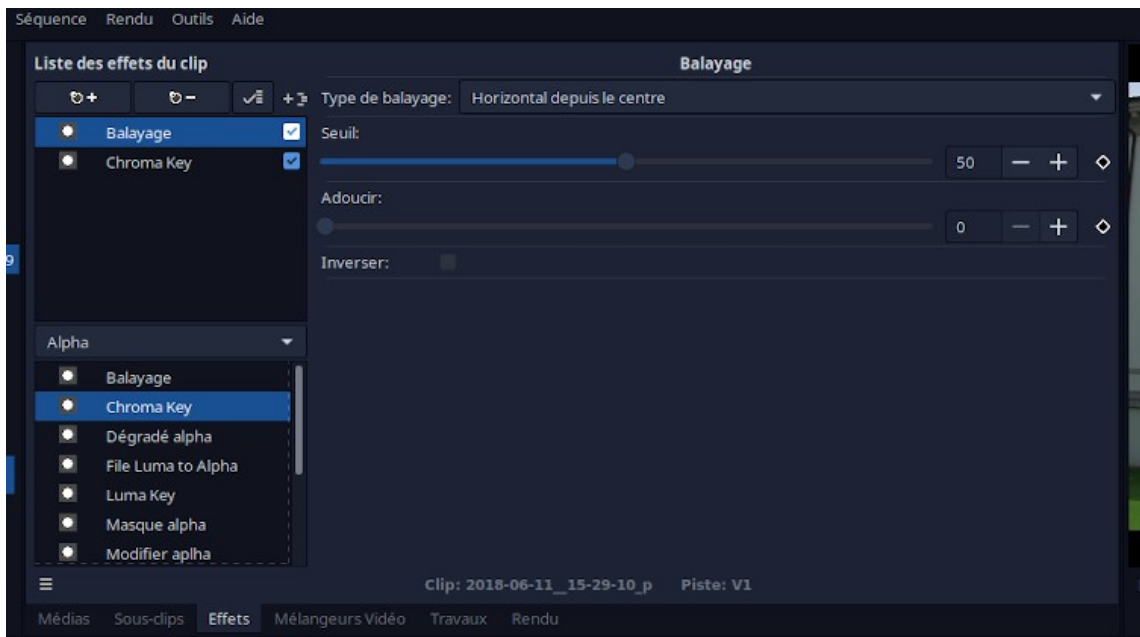 Séquence Rendu Outils Aide
Liste des effets du clip
Balayage
Type de balayage: Horizontal depuis le centre
Balayage
Chroma Key
Seuil:
50
Adoucir:
0
Inverser:
9
Alpha
Balayage
Chroma Key
Dégradé alpha
File Luma to Alpha
Luma Key
Masque alpha
Modifier aplha
Clip: 2018-06-11__15-29-10_p Piste: V1
Médias Sous-clips Effets Mélangeurs Vidéo Travaux Rendu